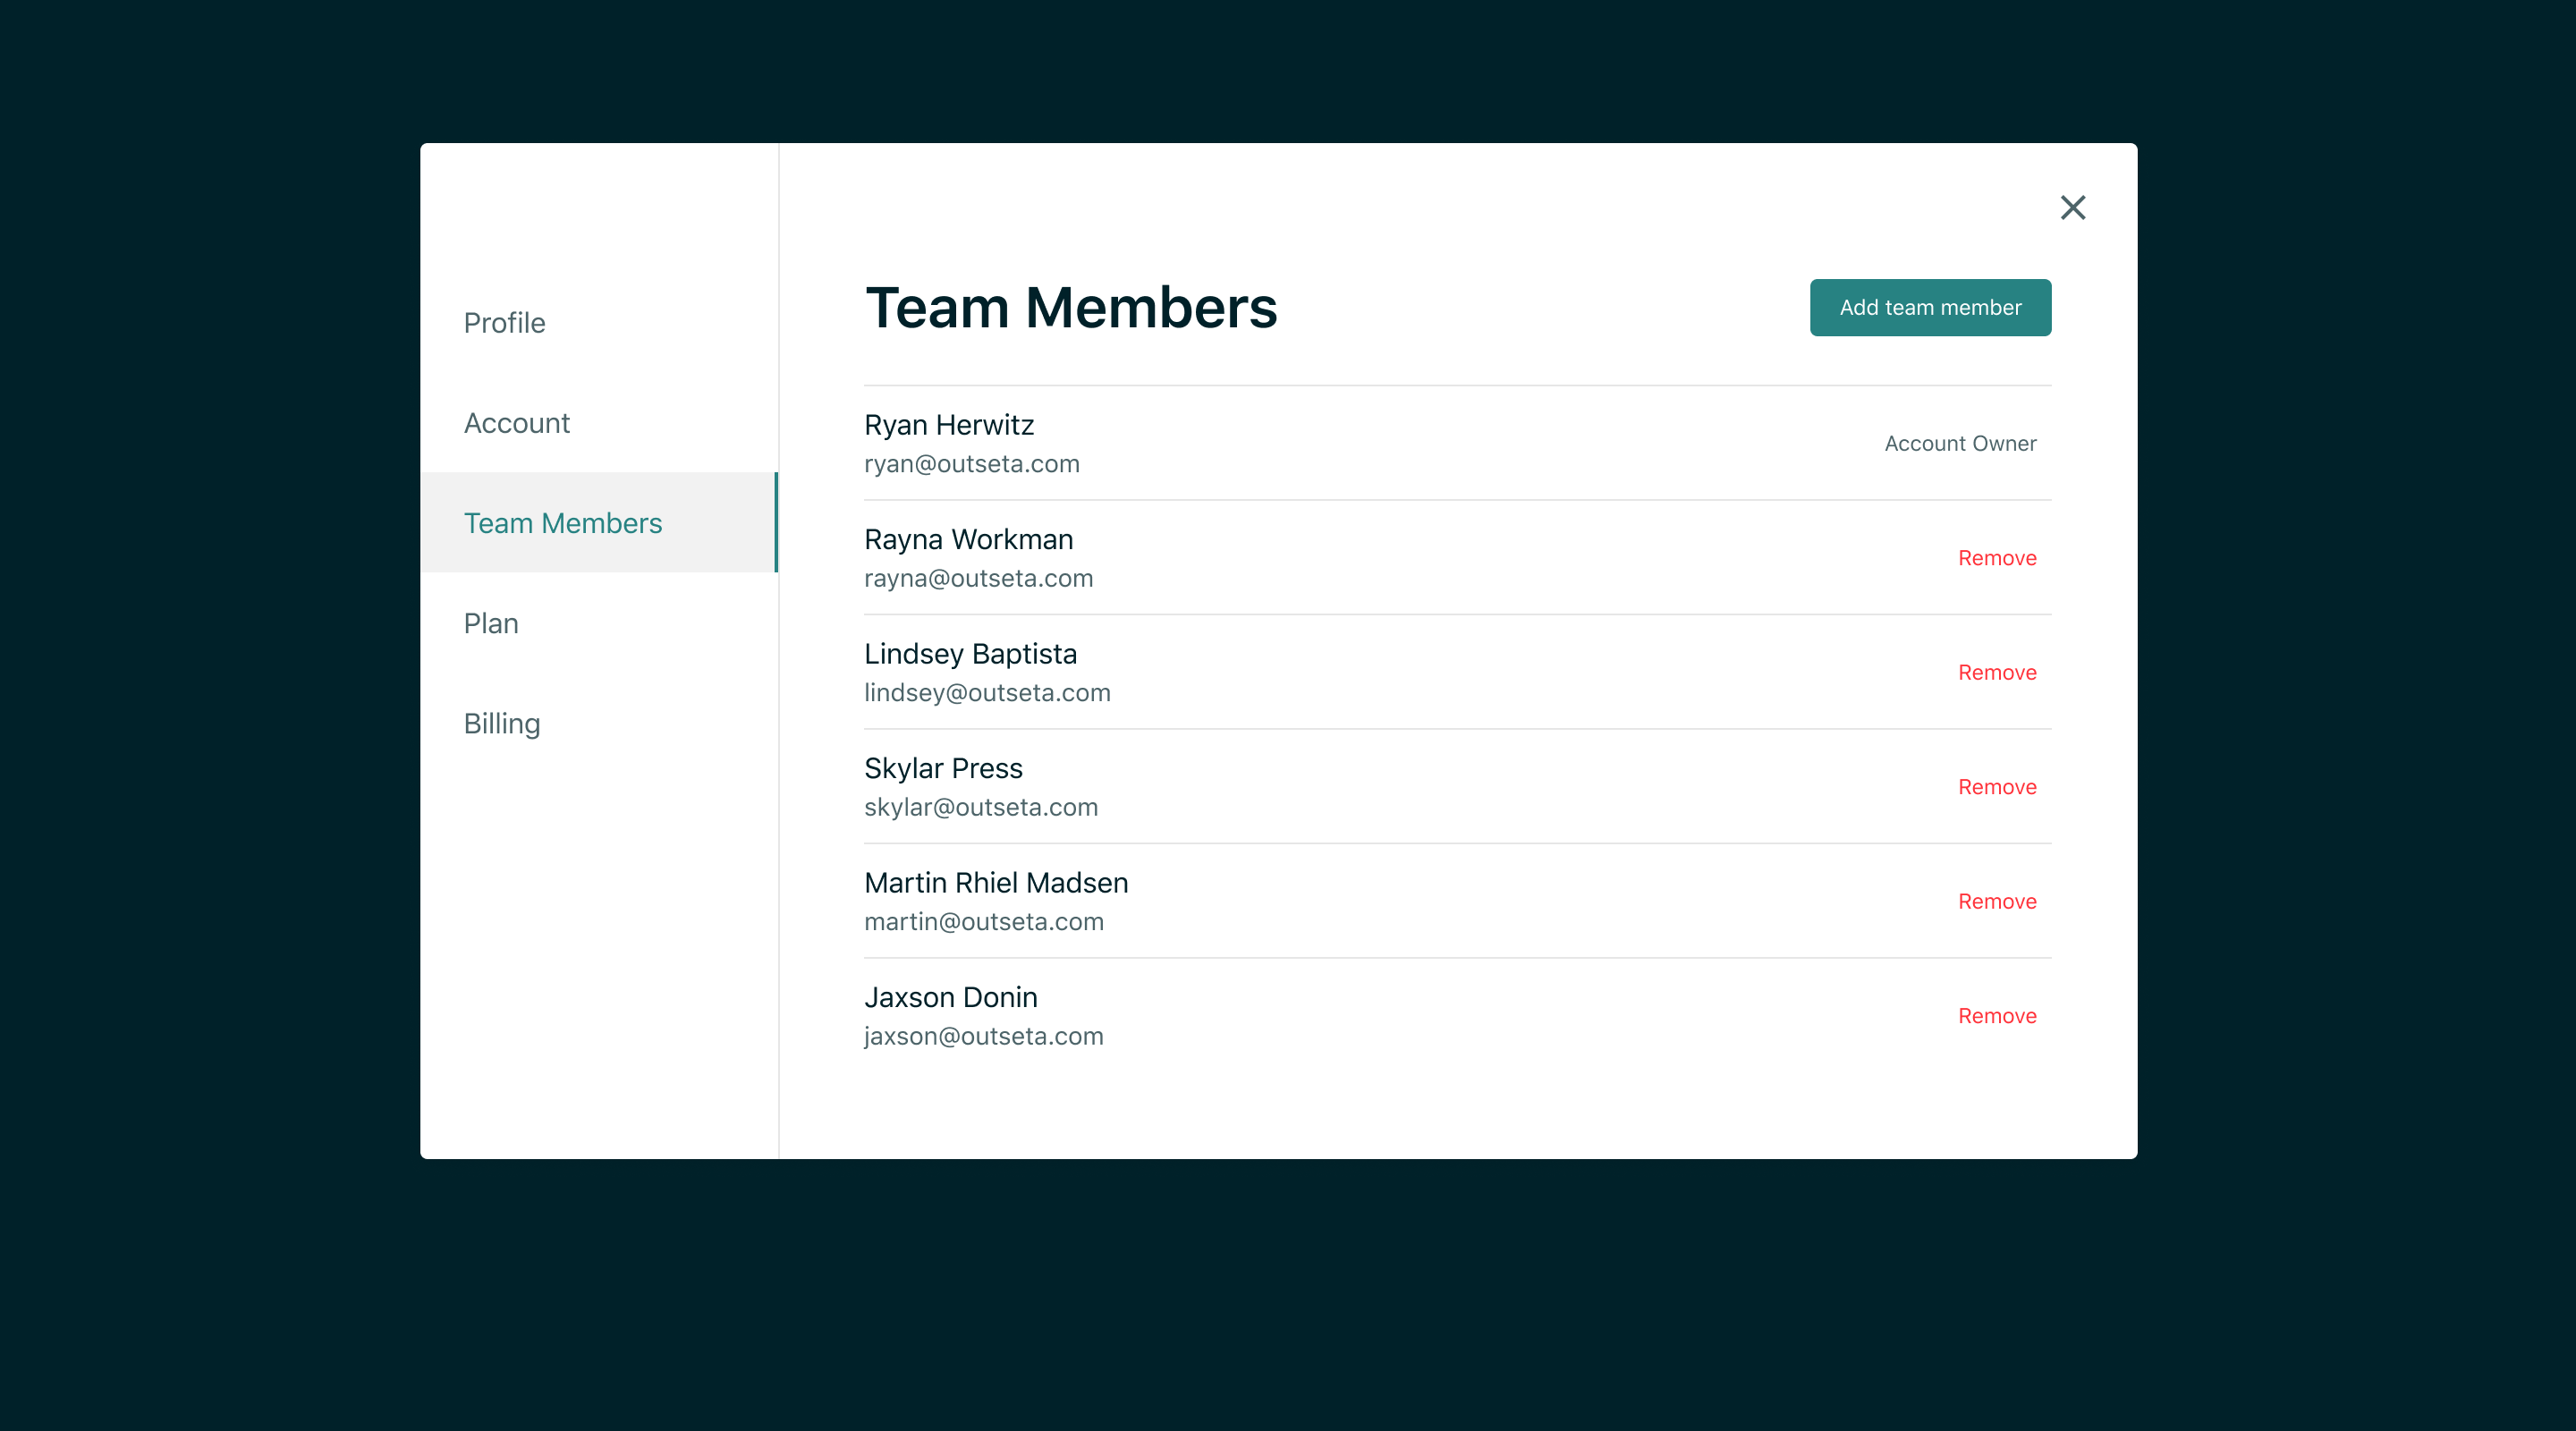 Profile
Account
Team Members
Plan
Billing
Team Members
Add team member
Ryan Herwitz
ryan@outseta.com
Account Owner
Rayna Workman
rayna@outseta.com
Remove
Lindsey Baptista
lindsey@outseta.com
Remove
Skylar Press
skylar@outseta.com
Remove
Martin Rhiel Madsen
martin@outseta.com
Remove
Jaxson Donin
jaxson@outseta.com
Remove